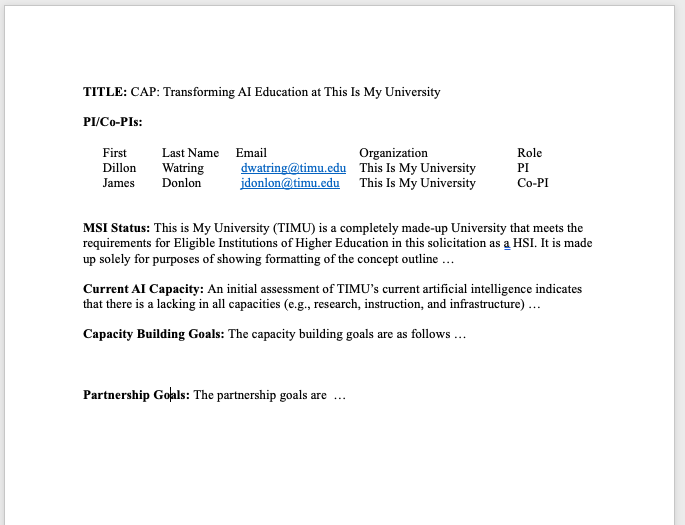 TITLE: CAP: Transforming AI Education at This Is My University
PI/Co-PIs:
First Last Name Email Organization Role
Dillon Watring dwatring@timu.edu This Is My University PI
James Donlon jdonlon@timu.edu This Is My University Co-PI
MSI Status: This is My University (TIMU) is a completely made-up University that meets the
requirements for Eligible Institutions of Higher Education in this solicitation as a HSI. It is made
up solely for purposes of showing formatting of the concept outline …
Current AI Capacity: An initial assessment of TIMU’s current artificial intelligence indicates
that there is a lacking in all capacities (e.g., research, instruction, and infrastructure) …
Capacity Building Goals: The capacity building goals are as follows …
Partnership Goals: The partnership goals are …